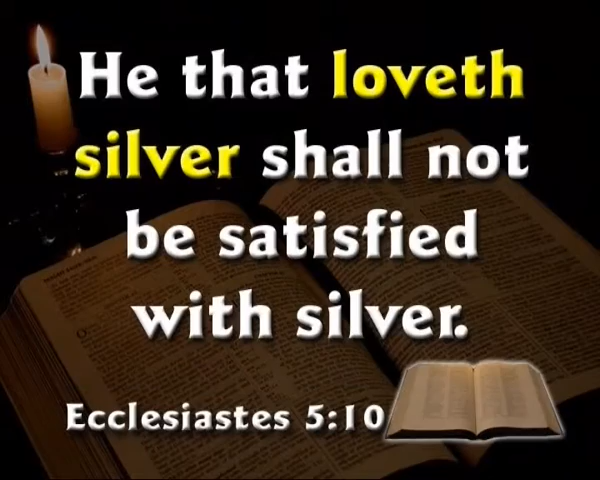 He that loveth
silver shall not
be satisfied
with silver.
Ecclesiastes 5:10